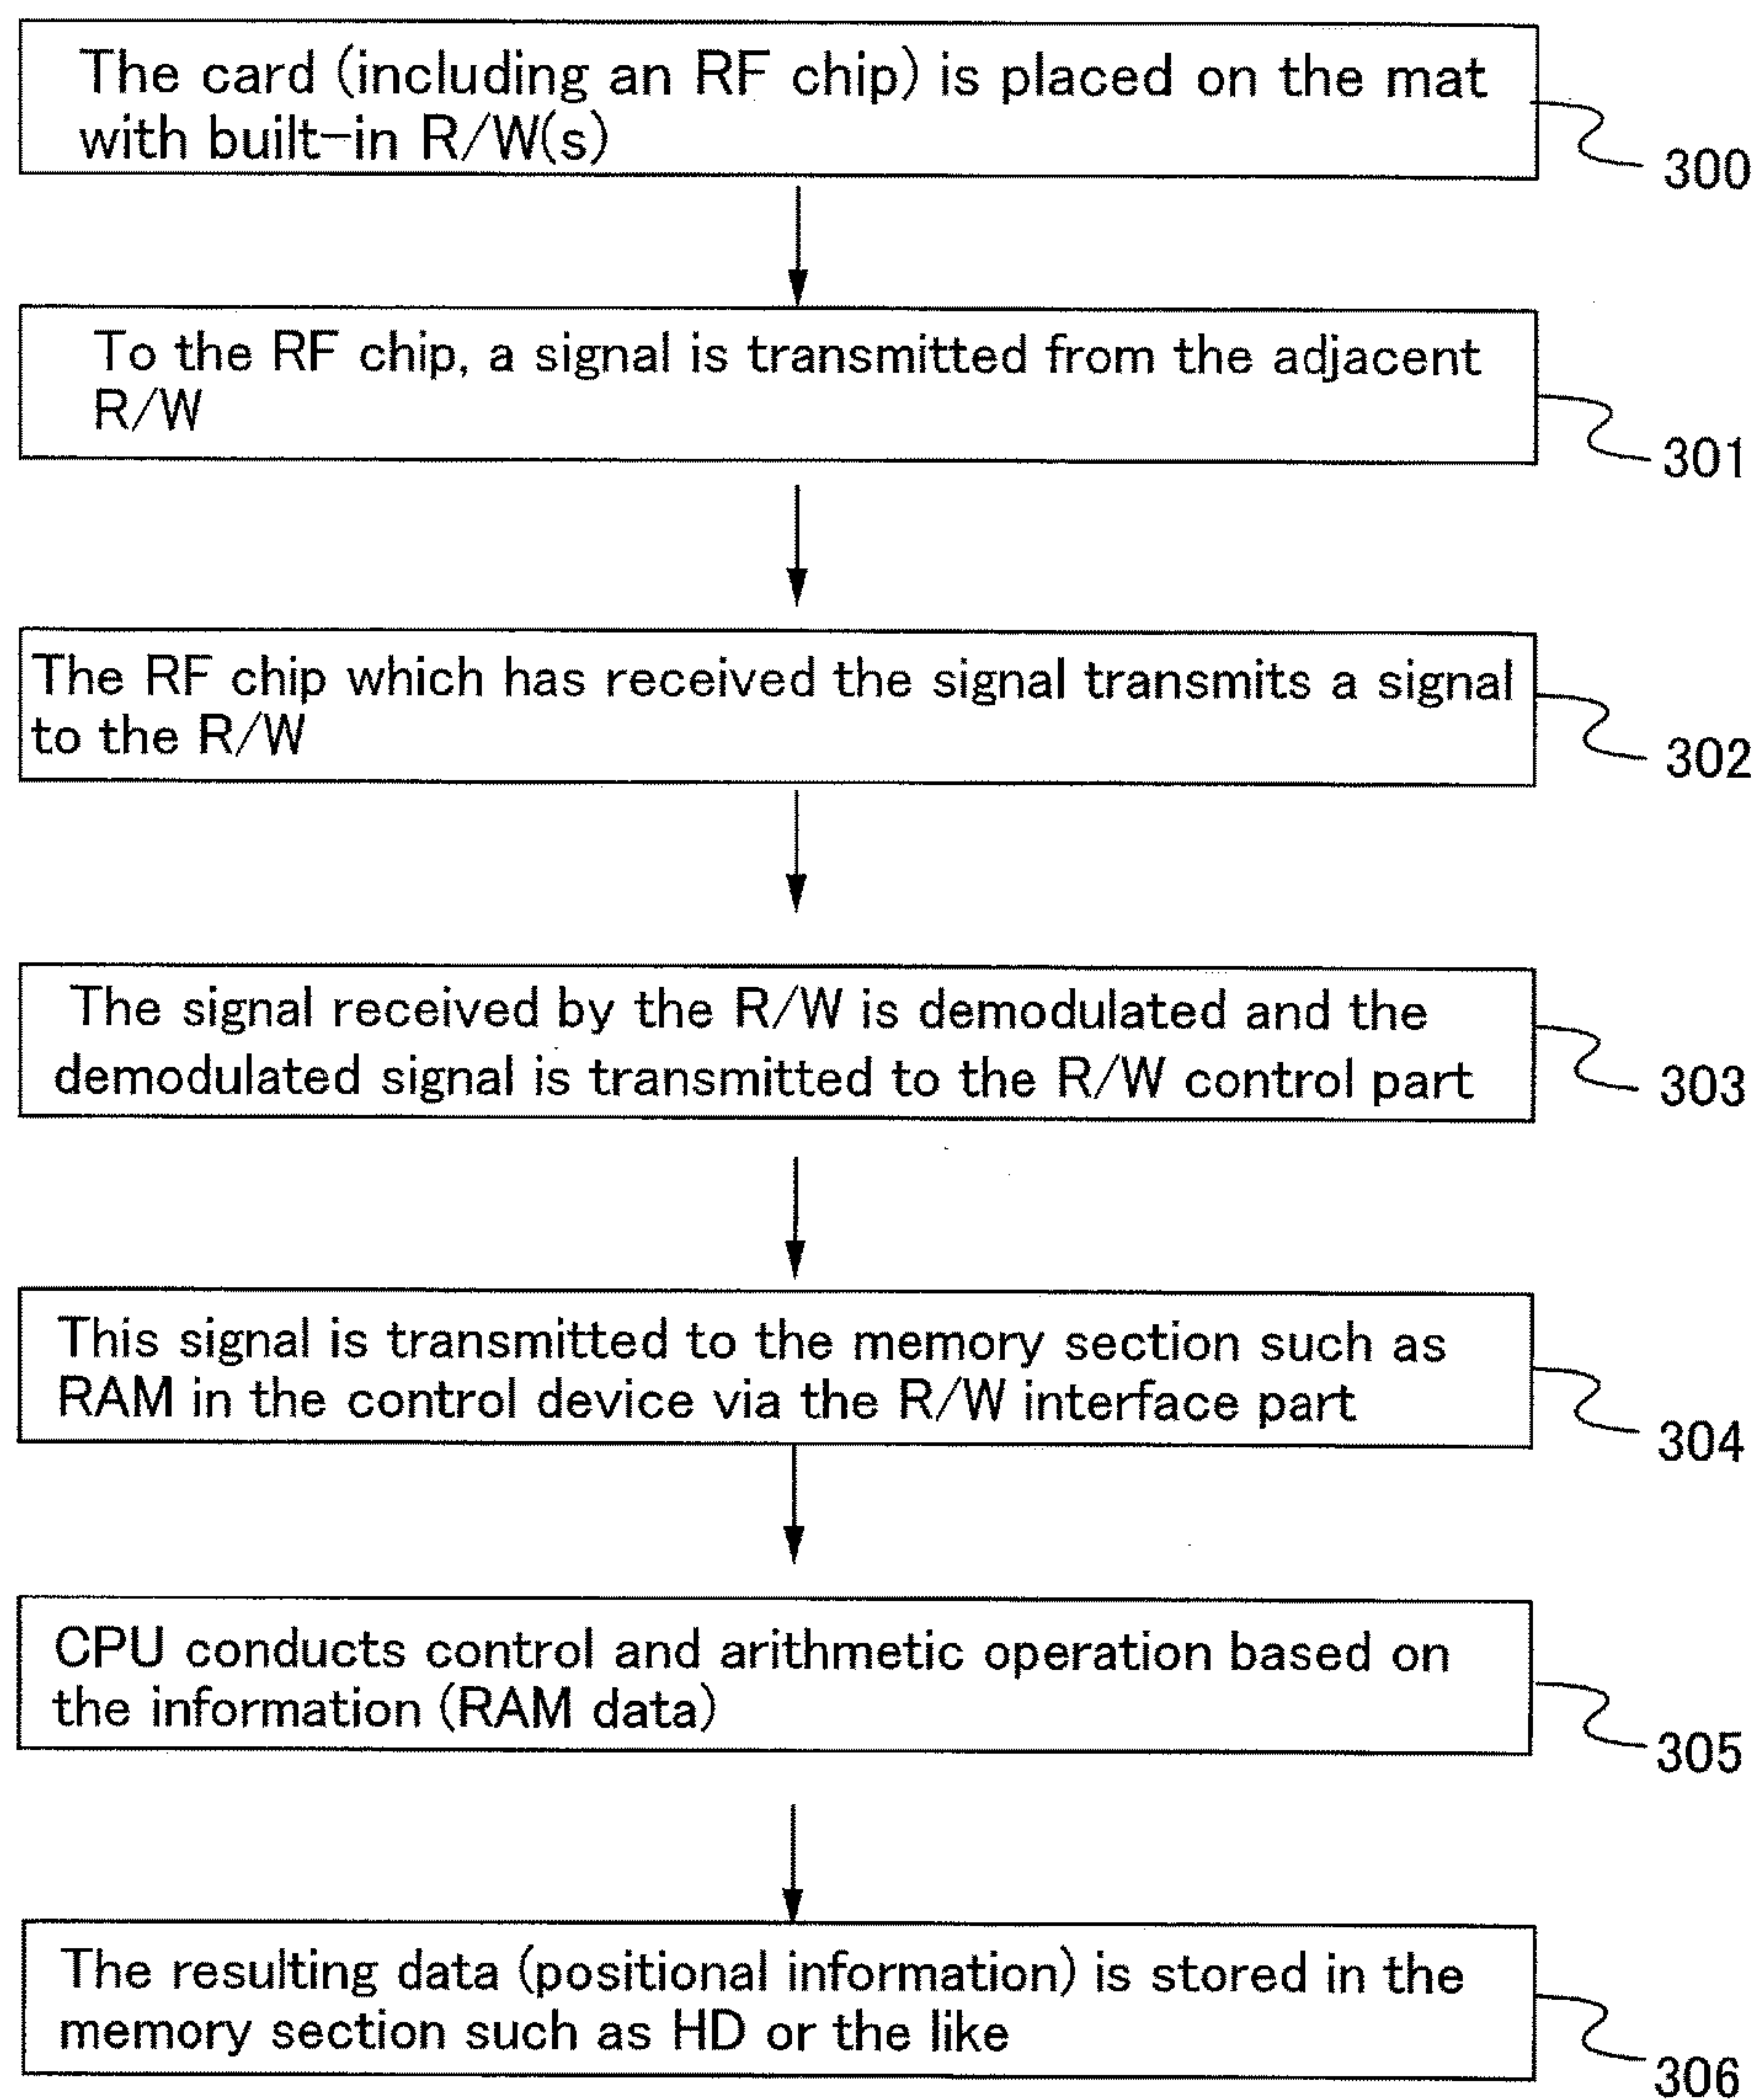 The card (including an RF chip) is placed on the mat
with built-in R/W(s)
300
To the RF chip, a signal is transmitted from the adjacent
R/W
301
The RF chip which has received the signal transmits a signal
to the R/W
302
The signal received by the R/W is demodulated and the
demodulated signal is transmitted to the R/W control part
303
This signal is transmitted to the memory section such as
RAM in the control device via the R/W interface part
304
CPU conducts control and arithmetic operation based on
the information (RAM data)
305
The resulting data (positional information) is stored in the
memory section such as HD or the like
306